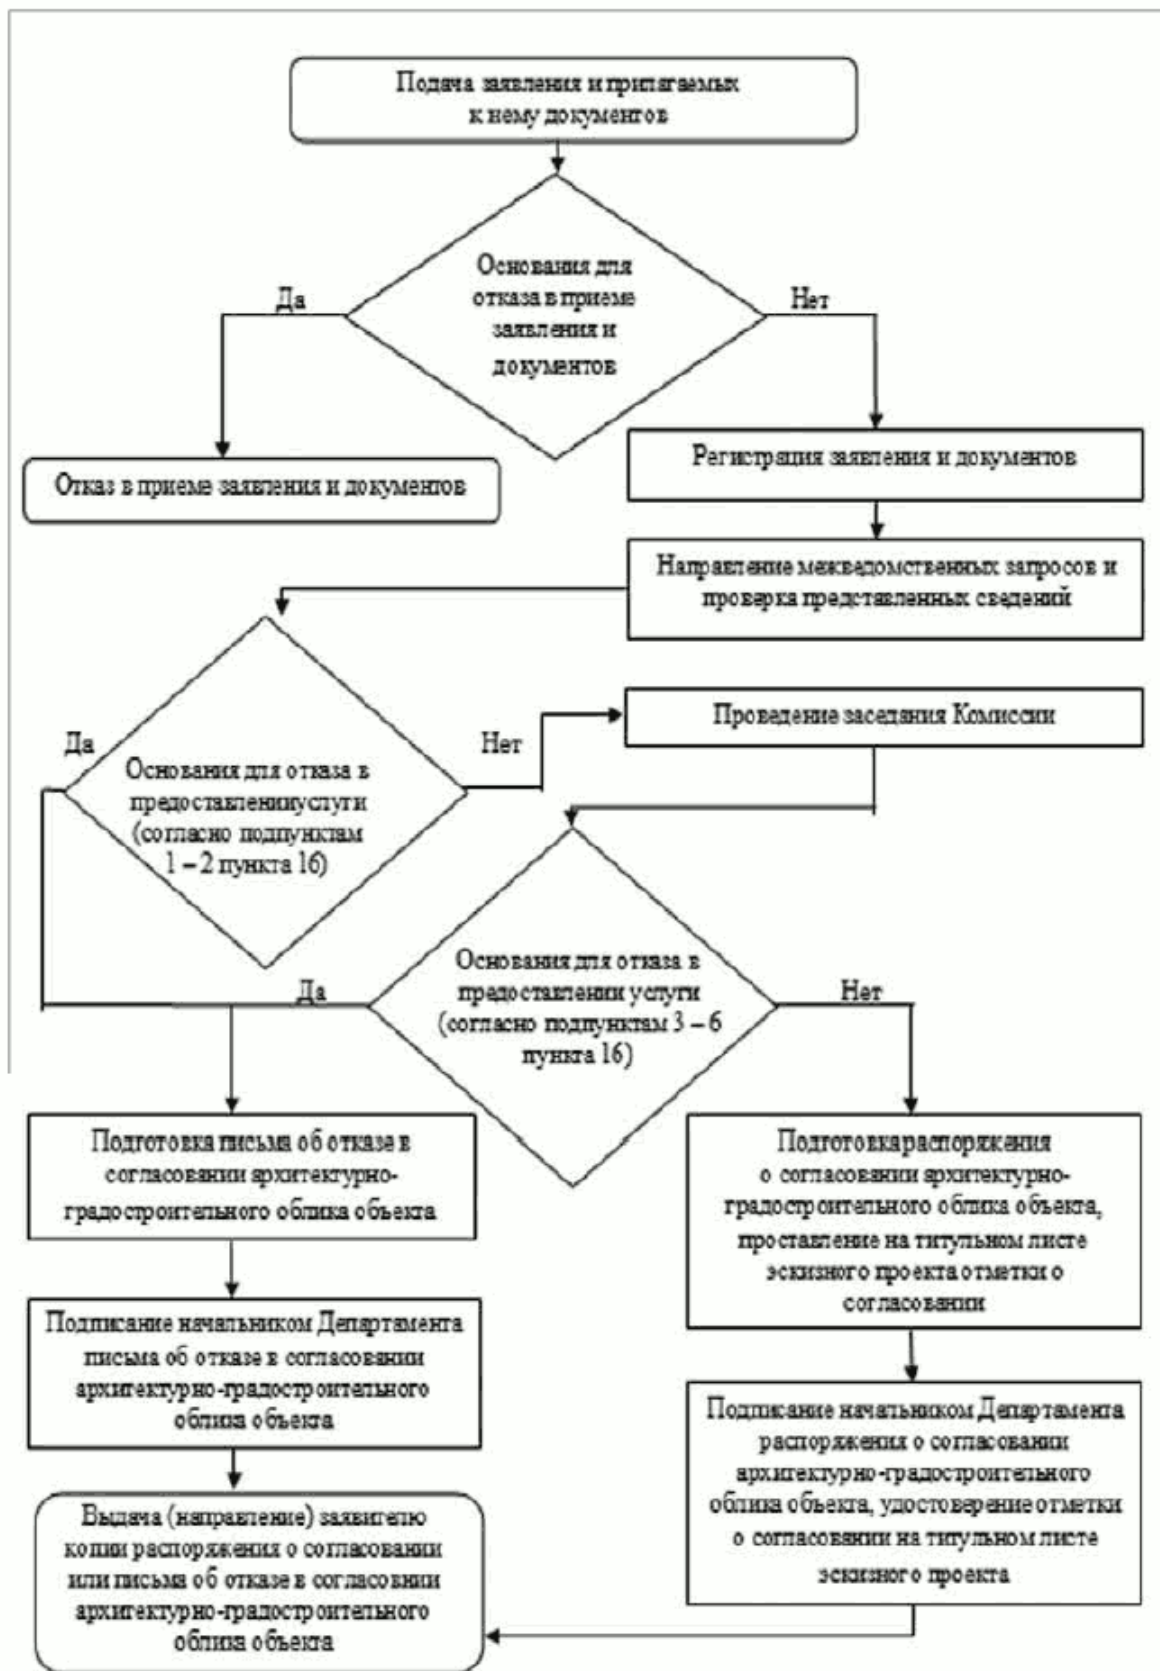 Подача заявления и прилагаемых
к нему документов
Основания для
отказа в приеме
заявления и
документов
Да
Нет
Отказ в приеме заявления и документов
Регистрация заявления и документов
Направление межведомственных запросов и
проверка представленных сведений
Да
Нет
Основания для отказа в
предоставлении услуги
(согласно подпунктам
1 – 2 пункта 16)
Проведение заседания Комиссии
Основания для отказа в
предоставлении услуги
(согласно подпунктам 3 – 6
пункта 16)
Да
Нет
Подготовка письма об отказе в
согласовании архитектурно-
градостроительного облика объекта
Подготовка распоряжения
о согласовании архитектурно-
градостроительного облика объекта,
проставление на титульном листе
эскизного проекта отметки о
согласовании
Подписание начальником Департамента
письма об отказе в согласовании
архитектурно-градостроительного
облика объекта
Подписание начальником Департамента
распоряжения о согласовании
архитектурно-градостроительного
облика объекта, удостоверение отметки
о согласовании на титульном листе
эскизного проекта
Выдача (направление) заявителю
копии распоряжения о согласовании
или письма об отказе в согласовнии
архитектурно-градостроительного
облика объекта